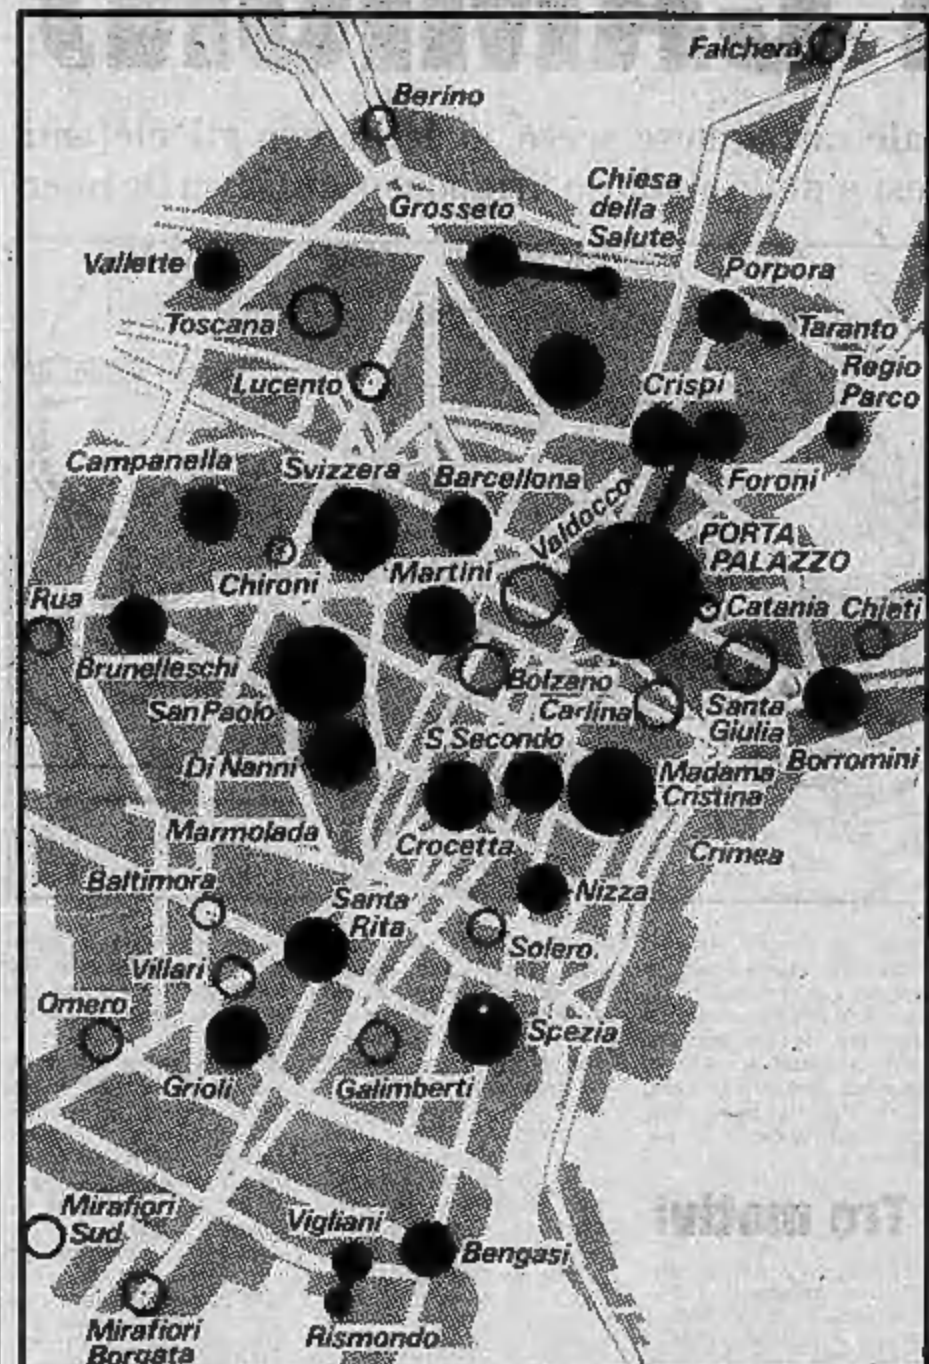 Falchera
Berino
Grosseto
Chiesa
della
Salute
Vallette
Porpora
Toscana
Taranto
Lucento
Crispi
Regio
Parco
Campanella
Svizzera
Barcellona
Foroni
Valdocco
PORTA
PALAZZO
Chironi
Martini
Rua
Catania
Chieti
Brunelleschi
Bolzano
San Paolo
Carlina
Santa
Giulia
S. Secondo
Borromini
Di Nanni
Madama
Cristina
Marmolada
Crocetta
Crimea
Baltimora
Nizza
Santa
Rita
Solero
Villari
Omero
Spezia
Grioli
Galimberti
Mirafiori
Sud
Vigliani
Bengasi
Mirafiori
Borgata
Rismondo